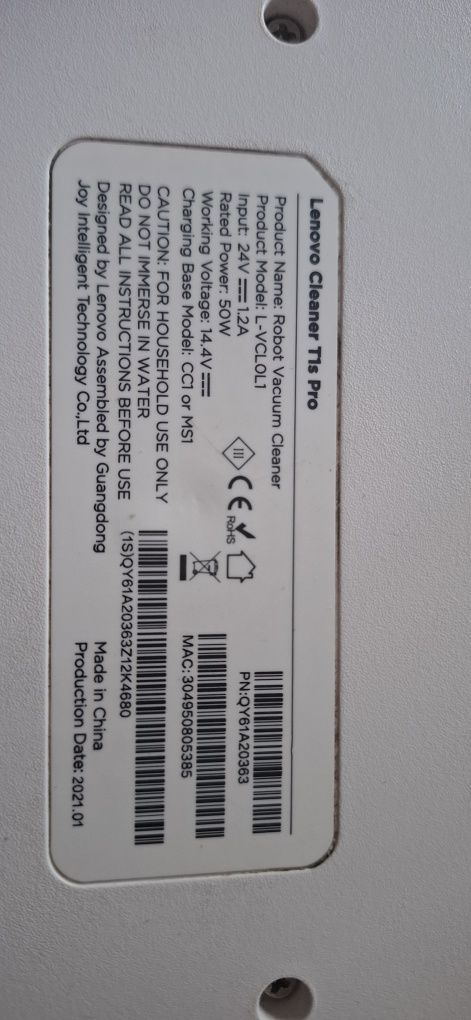 Lenovo Cleaner T1s Pro
Product Name: Robot Vacuum Cleaner
Product Model: L-VCL0L1
Input: 24V⎓1.2A
Rated Power: 50W
Working Voltage: 14.4V⎓
Charging Base Model: CC1 or MS1
CAUTION: FOR HOUSEHOLD USE ONLY
DO NOT IMMERSE IN WATER
READ ALL INSTRUCTIONS BEFORE USE
Designed by Lenovo Assembled by Guangdong
Joy Intelligent Technology Co.,Ltd
III
CE
RoHS
PN:QY61A20363
MAC: 304950805385
(1S)QY61A20363Z12K4680
Made in China
Production Date: 2021.01